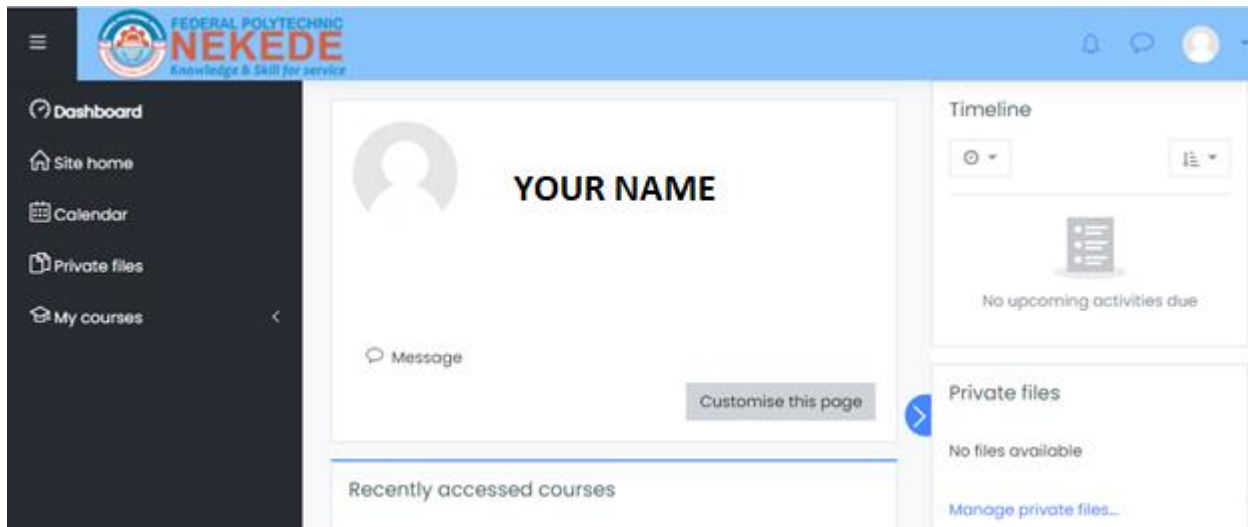 FEDERAL POLYTECHNIC
NEKEDE
Knowledge & Skill for service
Dashboard
Site home
Calendar
Private files
My courses
YOUR NAME
Message
Customise this page
Recently accessed courses
Timeline
No upcoming activities due
Private files
No files available
Manage private files...